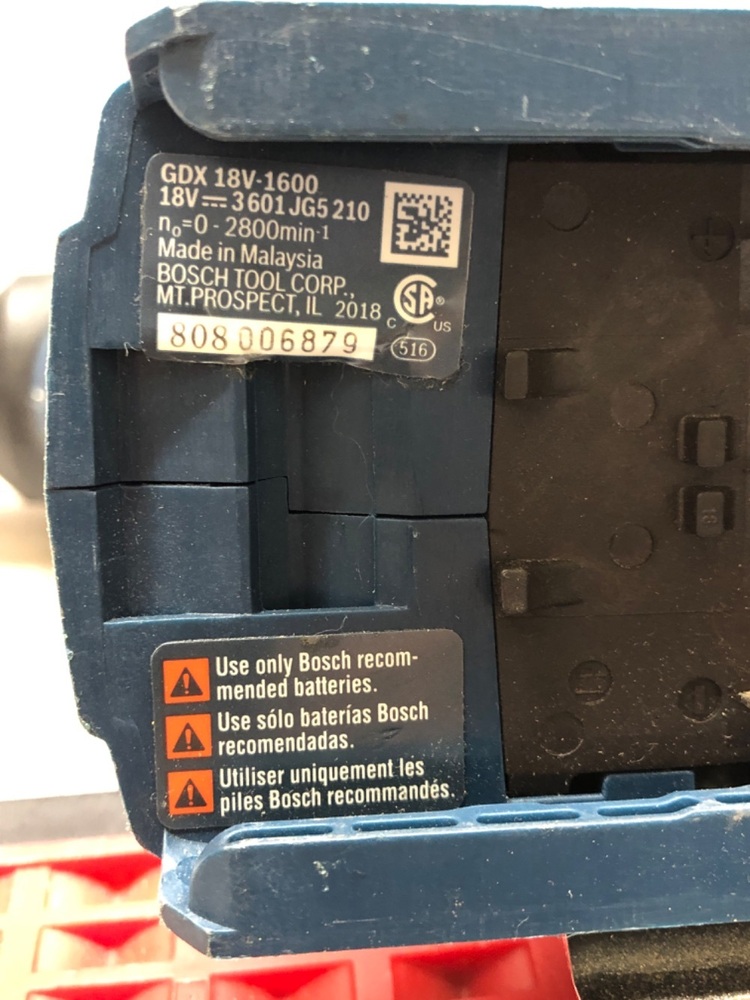 GDX 18V-1600
18V⎓3 601 JG5 210
n₀=0 - 2800min-1
Made in Malaysia
BOSCH TOOL CORP.,
MT.PROSPECT, IL 2018
808 006879
C SA® US
516
Use only Bosch recom-
mended batteries.
Use sólo baterías Bosch
recomendadas.
Utiliser uniquement les
piles Bosch recommandés.